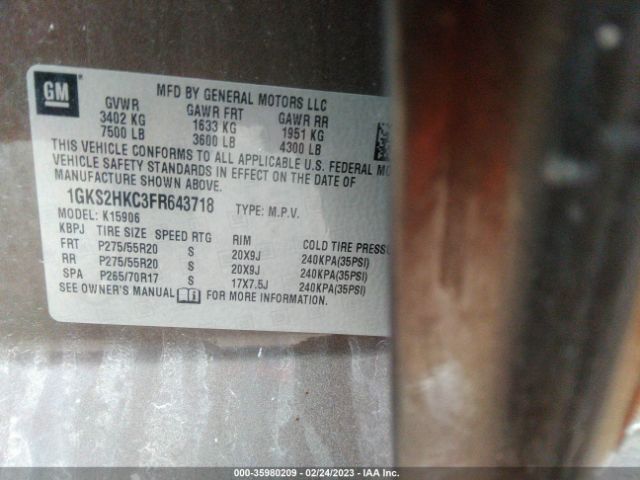 GM
MFD BY GENERAL MOTORS LLC
GVWR GAWR FRT GAWR RR
3402 KG 1633 KG 1951 KG
7500 LB 3600 LB 4300 LB
THIS VEHICLE CONFORMS TO ALL APPLICABLE U.S. FEDERAL
VEHICLE SAFETY STANDARDS IN EFFECT ON THE DATE OF
MANUFACTURE SHOWN ABOVE.
1GKS2HKC3FR643718 TYPE: M.P.V.
MODEL: K15906
KBPJ TIRE SIZE SPEED RTG RIM COLD TIRE
FRT P275/55R20 S 20X9J 240KPA(35PSI)
RR P275/55R20 S 20X9J 240KPA(35PSI)
SPA P265/70R17 S 17X7.5J 240KPA(35PSI)
SEE OWNER'S MANUAL FOR MORE INFORMATION.
000-35980209 - 02/24/2023 - IAA Inc.